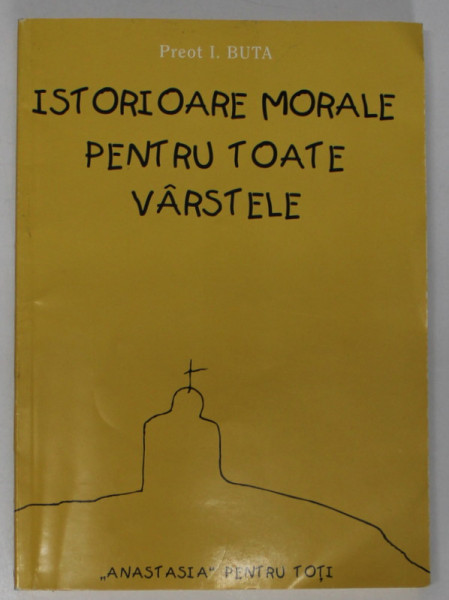 Preot I. BUTA
ISTORIOARE MORALE
PENTRU TOATE
VÂRSTELE
„ANASTASIA" PENTRU TOȚI